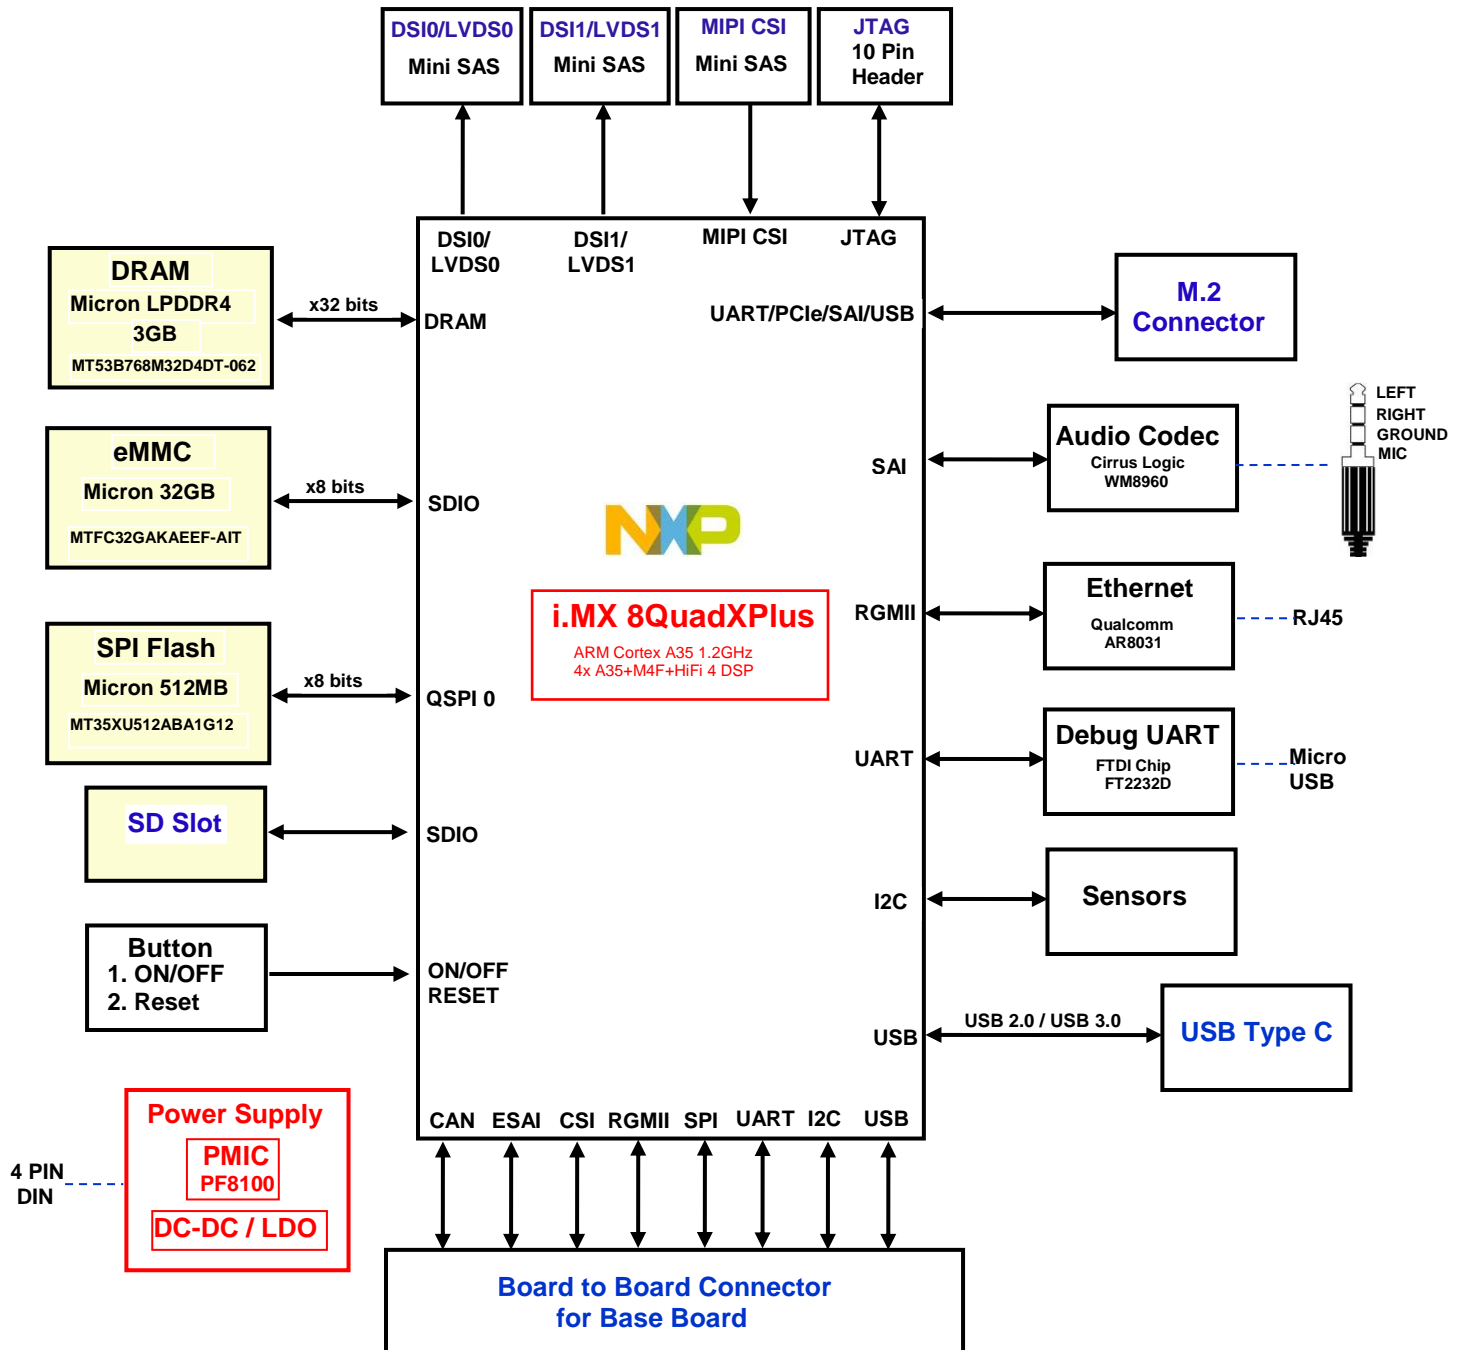 DSI0/LVDS0
Mini SAS
DSI1/LVDS1
Mini SAS
MIPI CSI
Mini SAS
JTAG
10 Pin
Header
DSI0/
LVDS0
DSI1/
LVDS1
MIPI CSI
JTAG
DRAM
Micron LPDDR4
3GB
MT53B768M32D4DT-062
x32 bits
DRAM
UART/PCIe/SAI/USB
M.2
Connector
eMMC
Micron 32GB
MTFC32GAKAEEF-AIT
x8 bits
SDIO
SAI
Audio Codec
Cirrus Logic
WM8960
LEFT
RIGHT
GROUND
MIC
NXP
i.MX 8QuadXPlus
ARM Cortex A35 1.2GHz
4x A35+M4F+HiFi 4 DSP
RGMII
Ethernet
Qualcomm
AR8031
RJ45
SPI Flash
Micron 512MB
MT35XU512ABA1G12
x8 bits
QSPI 0
UART
Debug UART
FTDI Chip
FT2232D
Micro
USB
SD Slot
SDIO
I2C
Sensors
Button
1. ON/OFF
2. Reset
ON/OFF
RESET
USB
USB 2.0 / USB 3.0
USB Type C
Power Supply
PMIC
PF8100
DC-DC / LDO
4 PIN
DIN
CAN ESAI CSI RGMII SPI UART I2C USB
Board to Board Connector
for Base Board